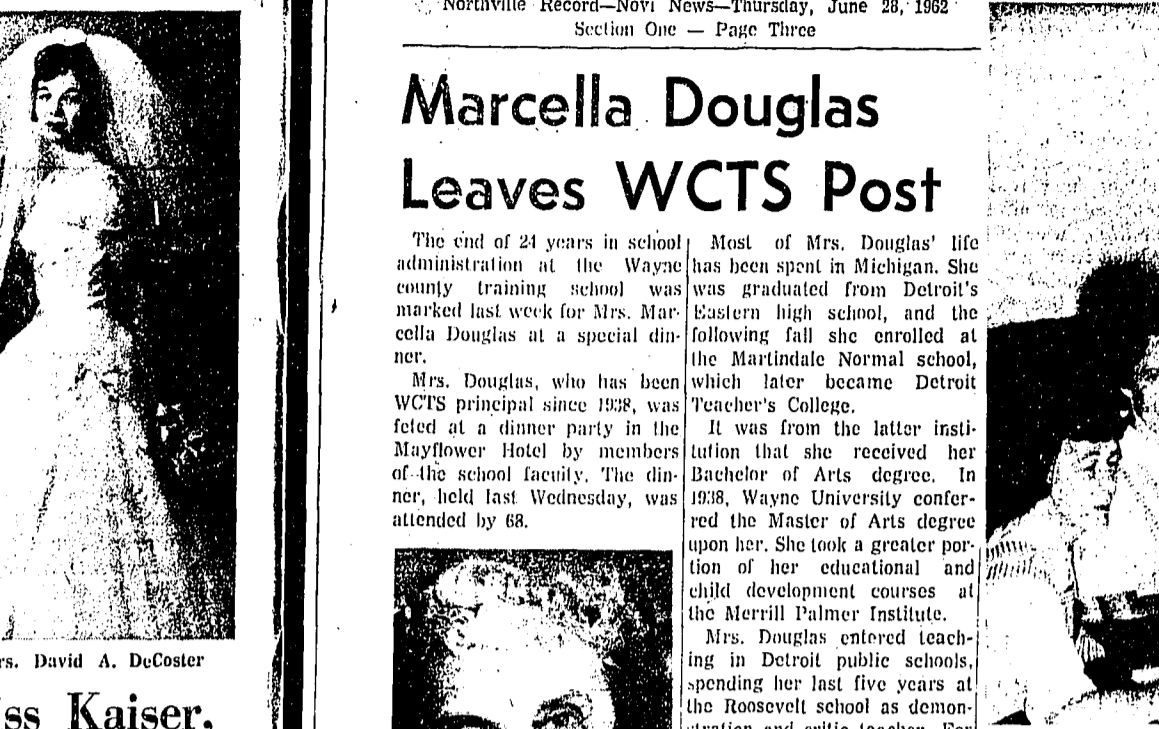 Northville Record—Novi News—Thursday, June 28, 1962
Section One — Page Three
Marcella Douglas
Leaves WCTS Post
The end of 24 years in school
administration at the Wayne
county training school was
marked last week for Mrs. Mar-
cella Douglas at a special din-
ner.
Mrs. Douglas, who has been
WCTS principal since 1938, was
feted at a dinner party in the
Mayflower Hotel by members
of the school faculty. The din-
ner, held last Wednesday, was
attended by 68.
Most of Mrs. Douglas' life
has been spent in Michigan. She
was graduated from Detroit's
Eastern high school, and the
following fall she enrolled at
the Martindale Normal school,
which later became Detroit
Teacher's College.
It was from the latter insti-
tution that she received her
Bachelor of Arts degree. In
1938, Wayne University confer-
red the Master of Arts degree
upon her. She took a greater por-
tion of her educational and
child development courses at
the Merrill Palmer Institute.
Mrs. Douglas entered teach-
ing in Detroit public schools,
spending her last five years at
the Roosevelt school as demon-
stration and critic teacher. For
rs. David A. DeCoster
ss Kaiser,